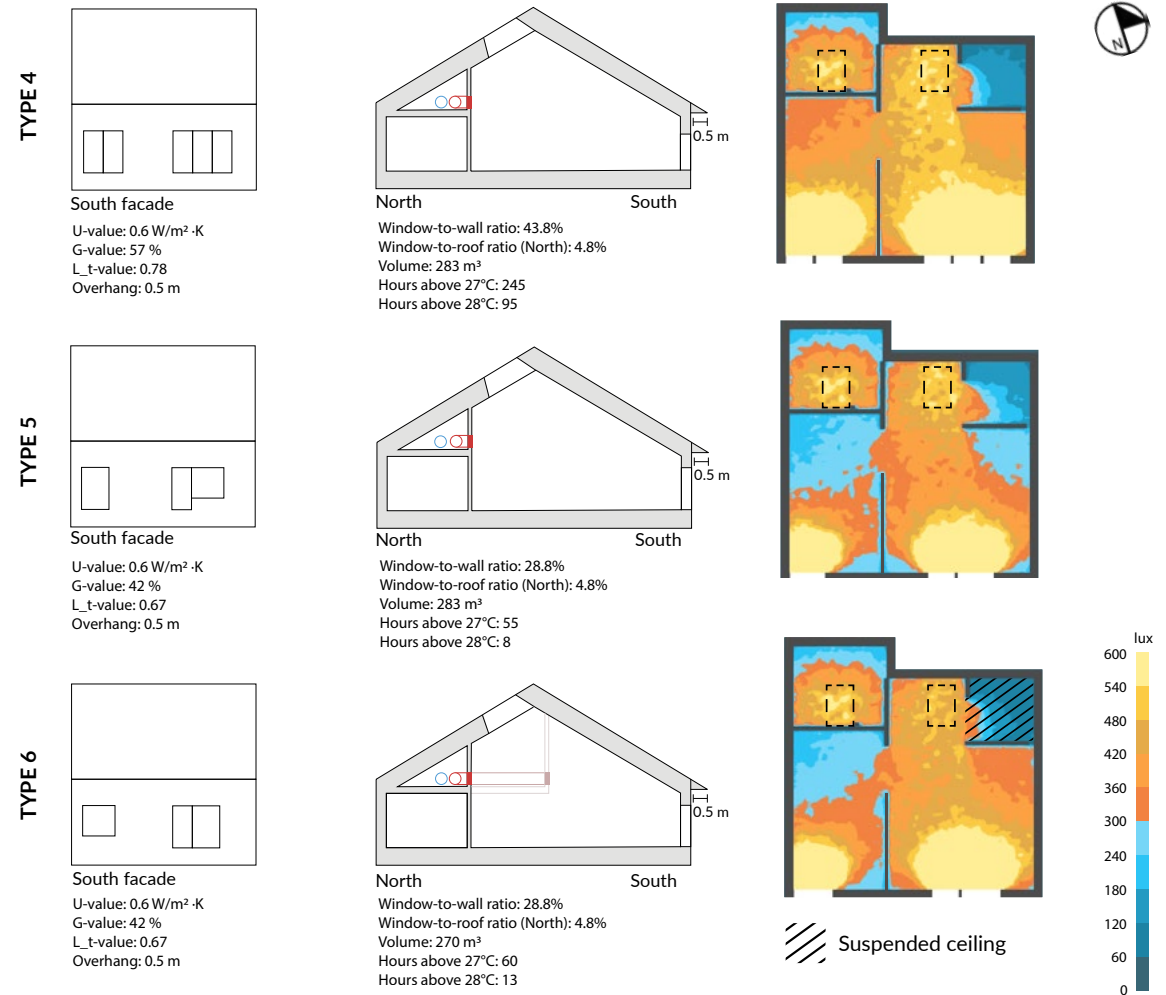 TYPE 4
South facade
U-value: 0.6 W/m² ·K
G-value: 57 %
L_t-value: 0.78
Overhang: 0.5 m
0.5 m
North South
Window-to-wall ratio: 43.8%
Window-to-roof ratio (North): 4.8%
Volume: 283 m³
Hours above 27°C: 245
Hours above 28°C: 95
N
TYPE 5
South facade
U-value: 0.6 W/m² ·K
G-value: 42 %
L_t-value: 0.67
Overhang: 0.5 m
0.5 m
North South
Window-to-wall ratio: 28.8%
Window-to-roof ratio (North): 4.8%
Volume: 283 m³
Hours above 27°C: 55
Hours above 28°C: 8
TYPE 6
South facade
U-value: 0.6 W/m² ·K
G-value: 42 %
L_t-value: 0.67
Overhang: 0.5 m
0.5 m
North South
Window-to-wall ratio: 28.8%
Window-to-roof ratio (North): 4.8%
Volume: 270 m³
Hours above 27°C: 60
Hours above 28°C: 13
Suspended ceiling
lux
600
540
480
420
360
300
240
180
120
60
0